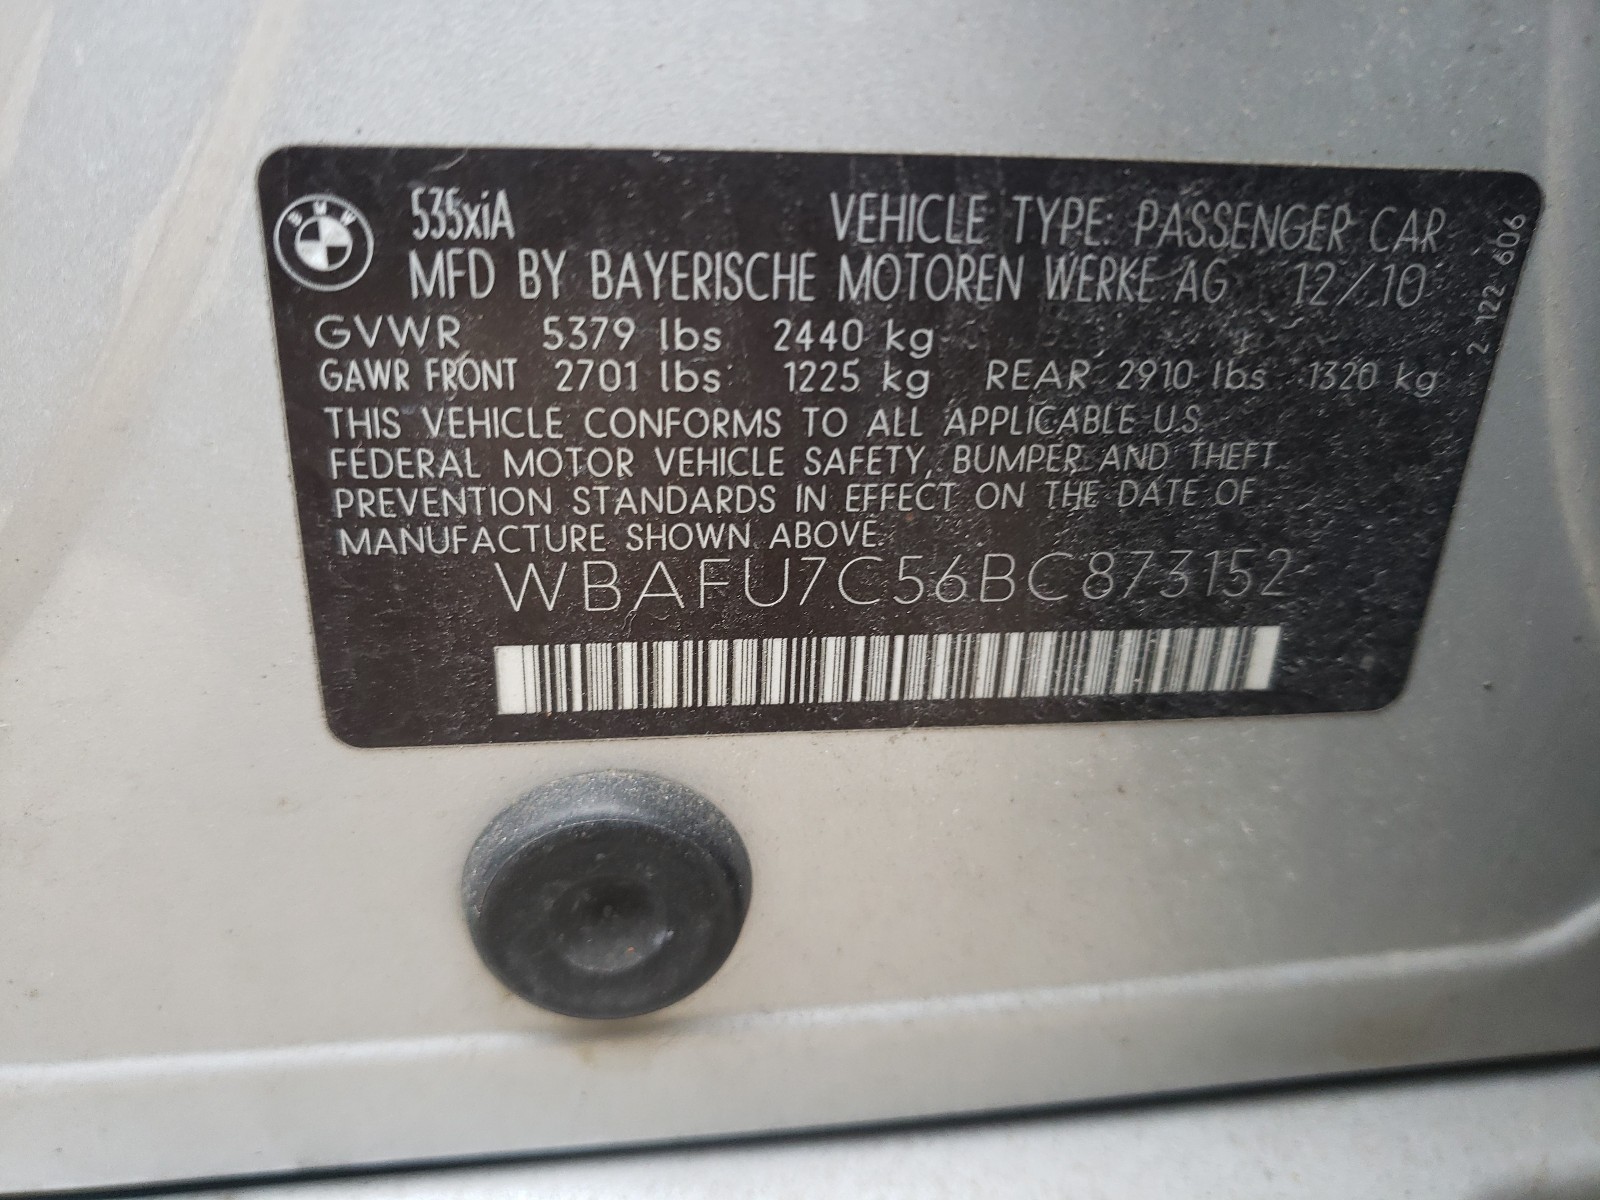 BMW
535xiA VEHICLE TYPE: PASSENGER CAR
MFD BY BAYERISCHE MOTOREN WERKE AG 12/10
GVWR 5379 lbs 2440 kg
GAWR FRONT 2701 lbs 1225 kg REAR 2910 lbs 1320 kg
THIS VEHICLE CONFORMS TO ALL APPLICABLE U.S.
FEDERAL MOTOR VEHICLE SAFETY, BUMPER AND THEFT
PREVENTION STANDARDS IN EFFECT ON THE DATE OF
MANUFACTURE SHOWN ABOVE.
WBAFU7C56BC873152
2 122 606